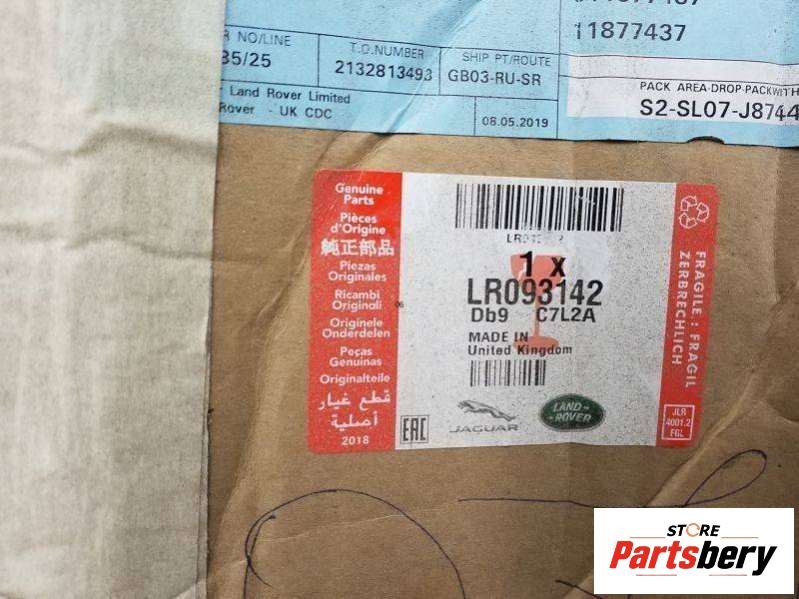 11877437
R NO/LINE
35/25
T.O.NUMBER
2132813493
SHIP PT/ROUTE
GB03-RU-SR
PACK AREA-DROP-PACKWITH
S2-SL07-J8744
Land Rover Limited
Rover - UK CDC
08.05.2019
Genuine
Parts
Pièces
d'Origine
純正部品
Piezas
Originales
Ricambi
Originali
Originele
Onderdelen
Peças
Genuinas
Originalteile
قطع غيار
أصلية
2018
1 x
LR093142
Db9 C7L2A
06
MADE IN
United Kingdom
EAC
JAGUAR
LAND-
-ROVER
FRAGILE : FRAGIL
ZERBRECHLICH
JLR
4001.2
FGL
STORE
Partsbery